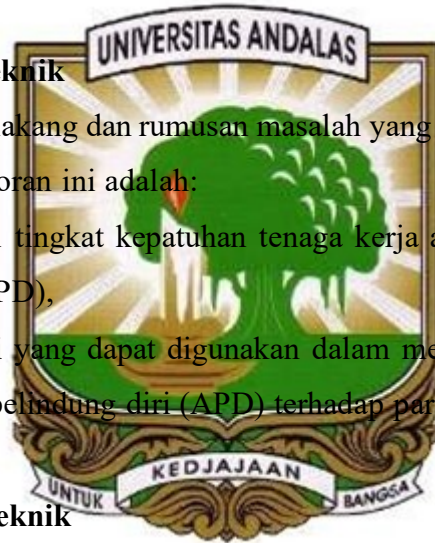 UNIVERSITAS ANDALAS
eknik
akang dan rumusan masalah yang
oran ini adalah:
tingkat kepatuhan tenaga kerja a
PD),
yang dapat digunakan dalam me
pelindung diri (APD) terhadap par
KEDJAJAAN
UNTUK BANGSA
eknik